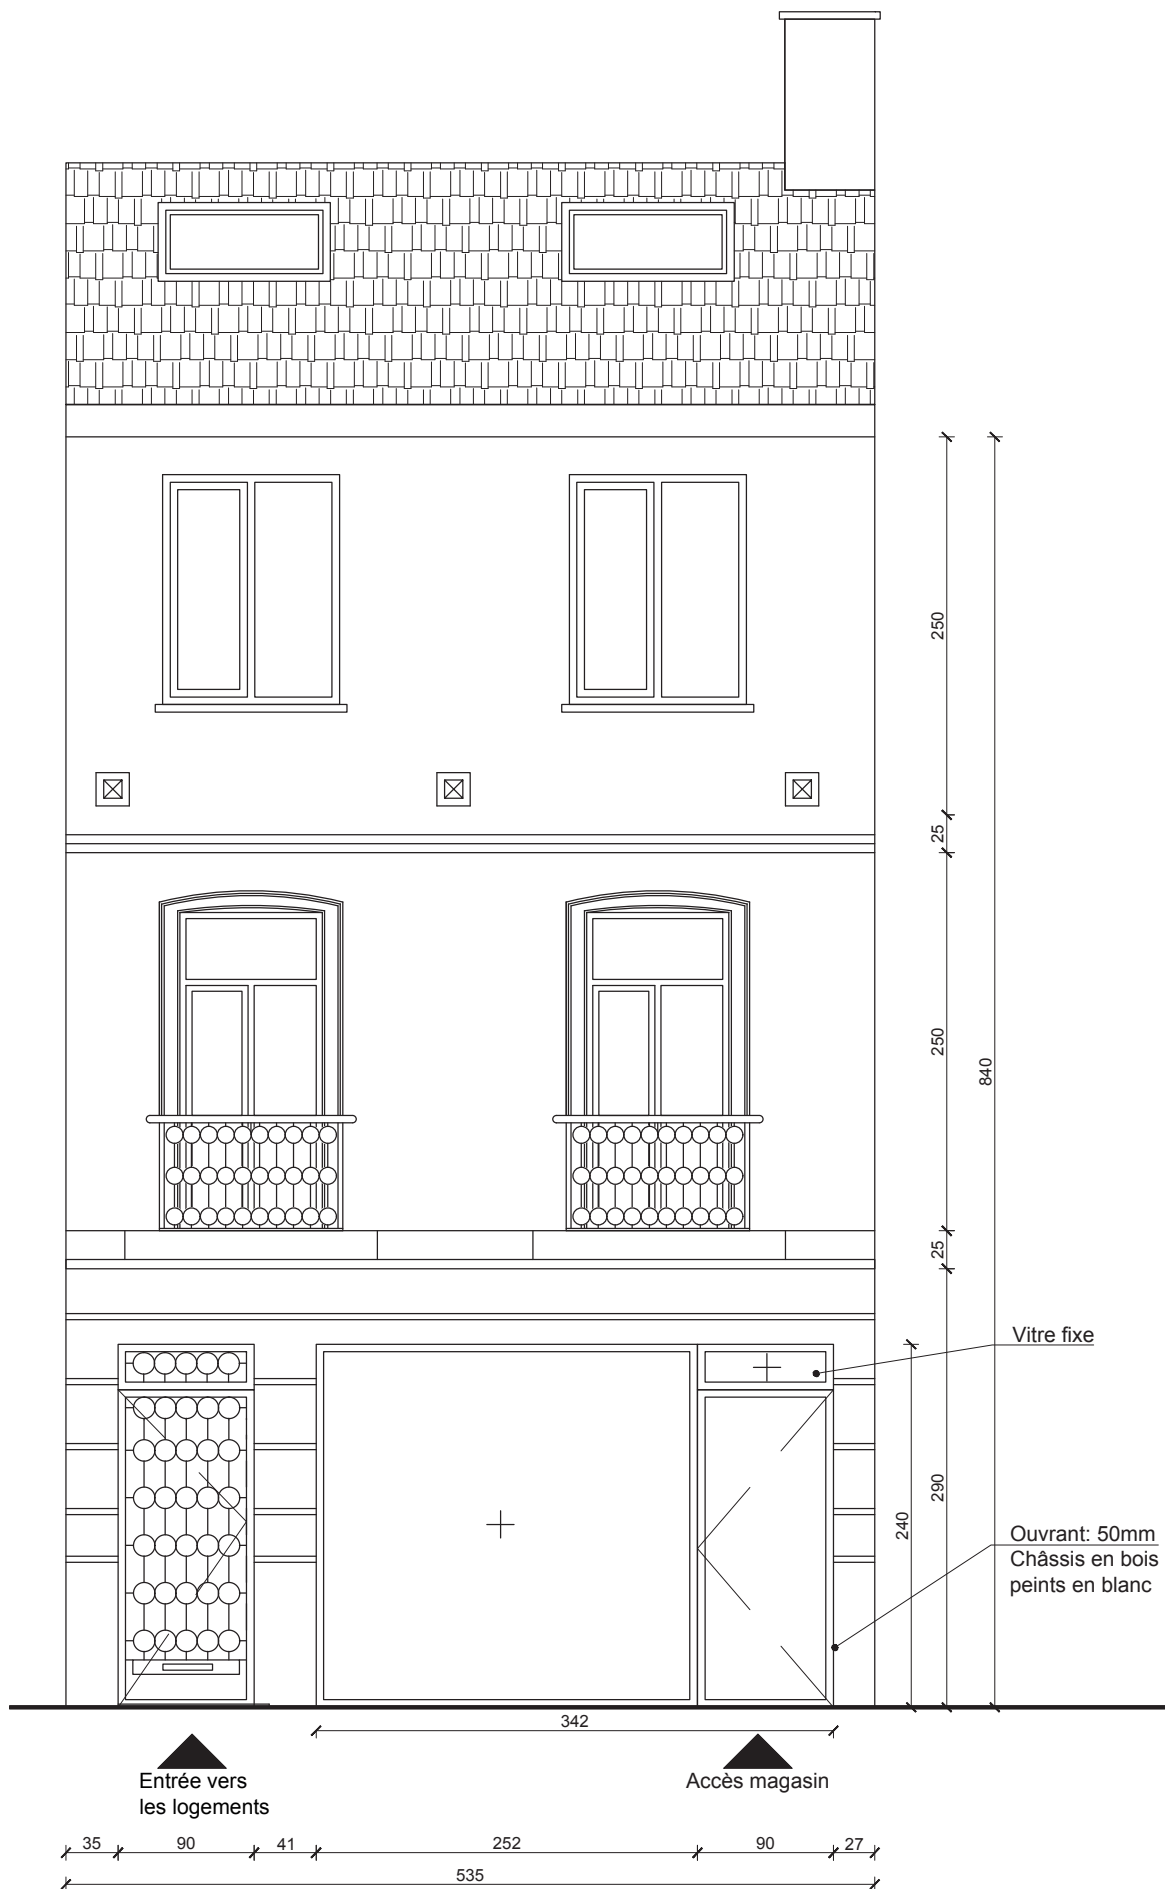 250
25
250
840
25
Vitre fixe
290
240
Ouvrant: 50mm
Châssis en bois
peints en blanc
342
Entrée vers
les logements
Accès magasin
35 90 41 252 90 27
535